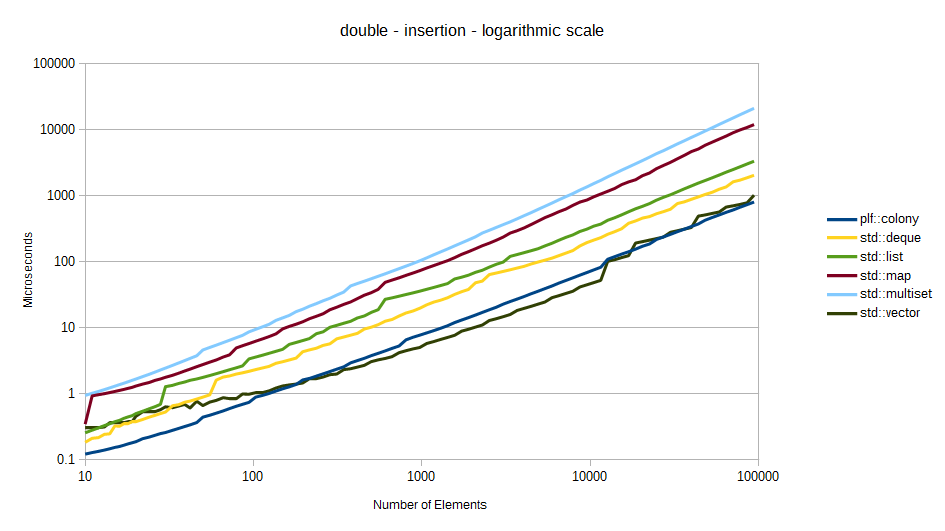 double - insertion - logarithmic scale
100000
10000
1000
100
10
1
0.1
Microseconds
10
100
1000
10000
100000
Number of Elements
plf::colony
std::deque
std::list
std::map
std::multiset
std::vector